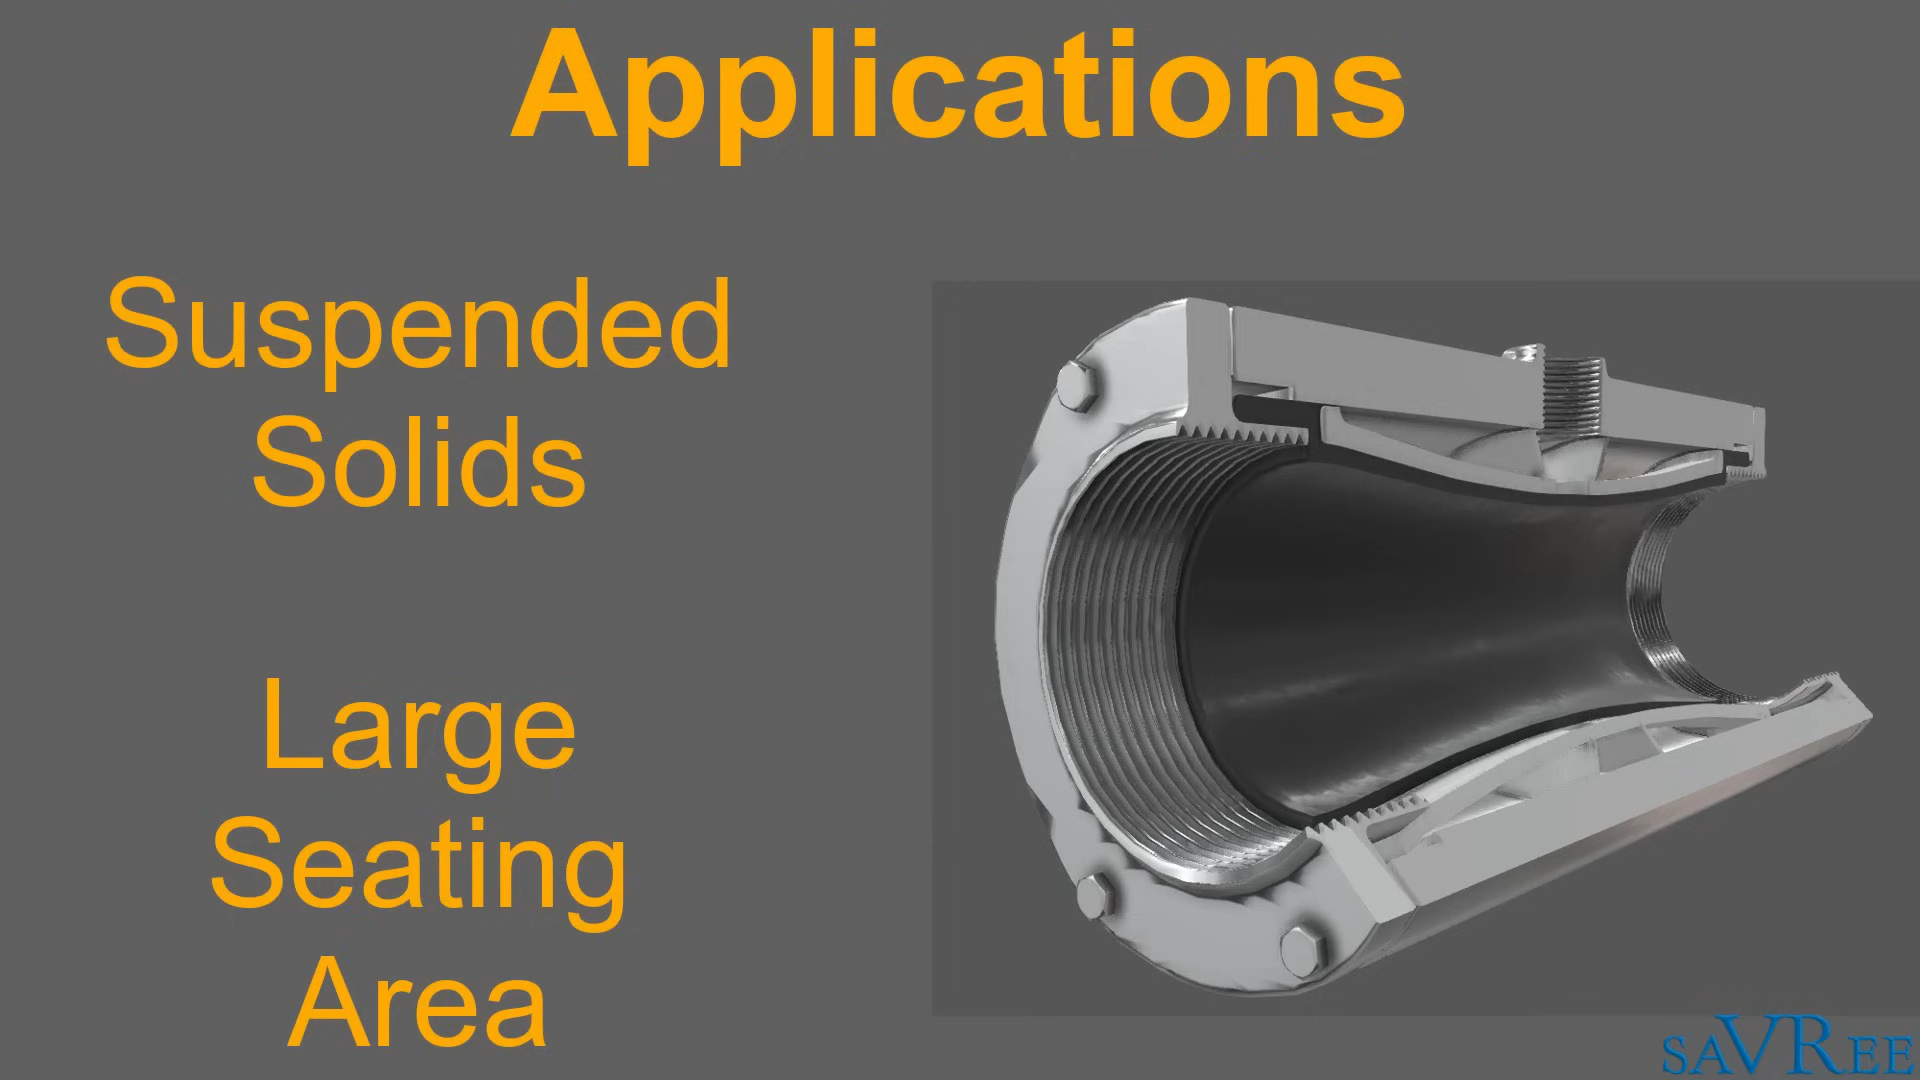 Applications
Suspended
Solids
Large
Seating
Area
saVRee